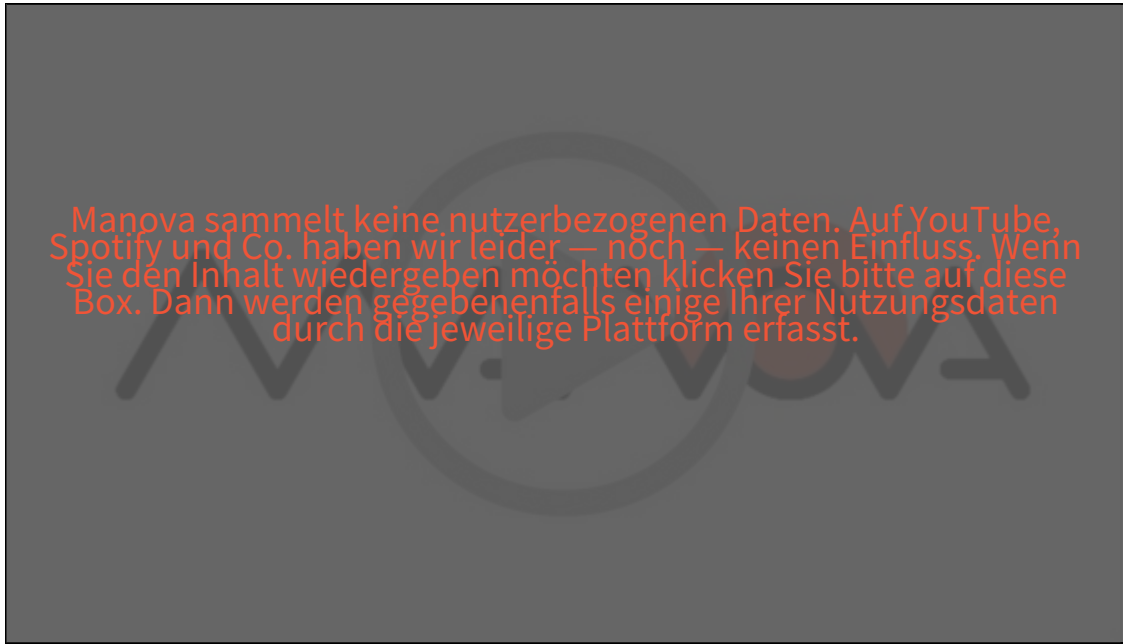 Manova sammelt keine nutzerbezogenen Daten. Auf YouTube,
Spotify und Co. haben wir leider — noch — keinen Einfluss. Wenn
Sie den Inhalt wiedergeben möchten klicken Sie bitte auf diese
Box. Dann werden gegebenenfalls einige Ihrer Nutzungsdaten
durch die jeweilige Plattform erfasst.
MANOVA